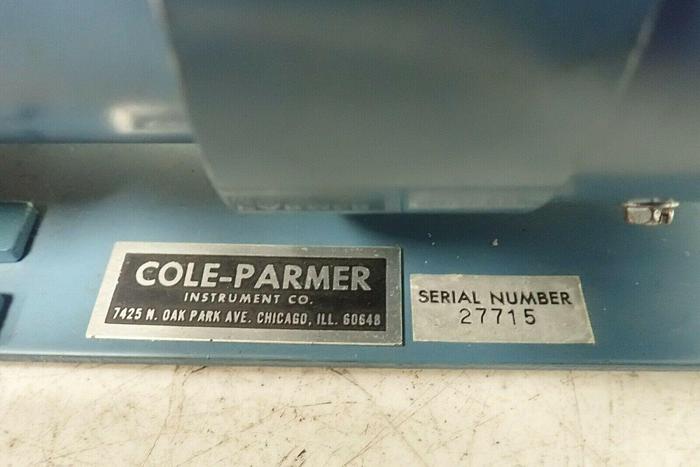 COLE-PARMER
INSTRUMENT CO.
7425 N. OAK PARK AVE. CHICAGO, ILL. 60648
SERIAL NUMBER
27715